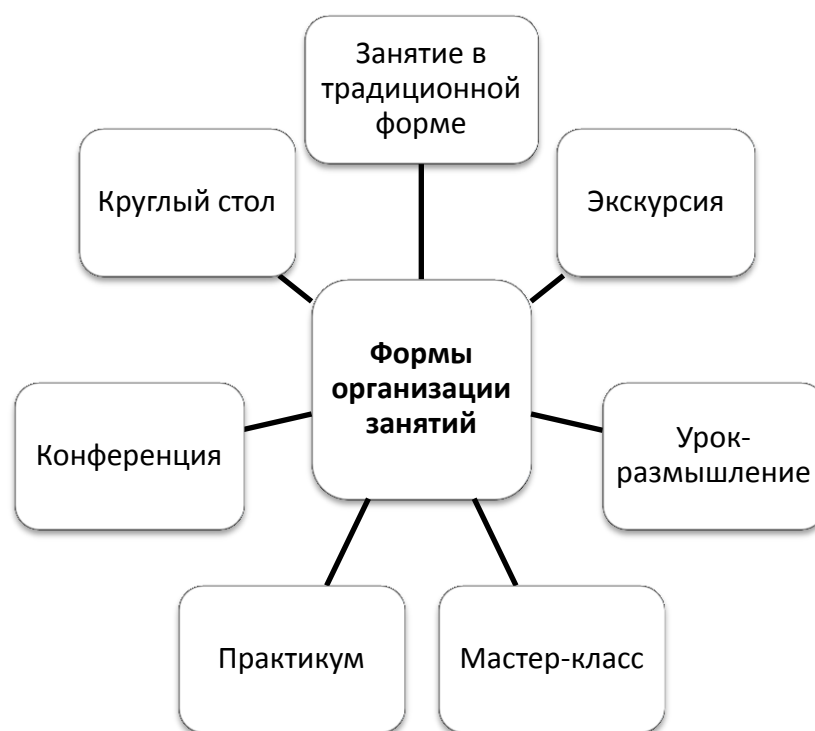 Занятие в
традиционной
форме
Круглый стол
Экскурсия
Формы
организации
занятий
Конференция
Урок-
размышление
Практикум
Мастер-класс